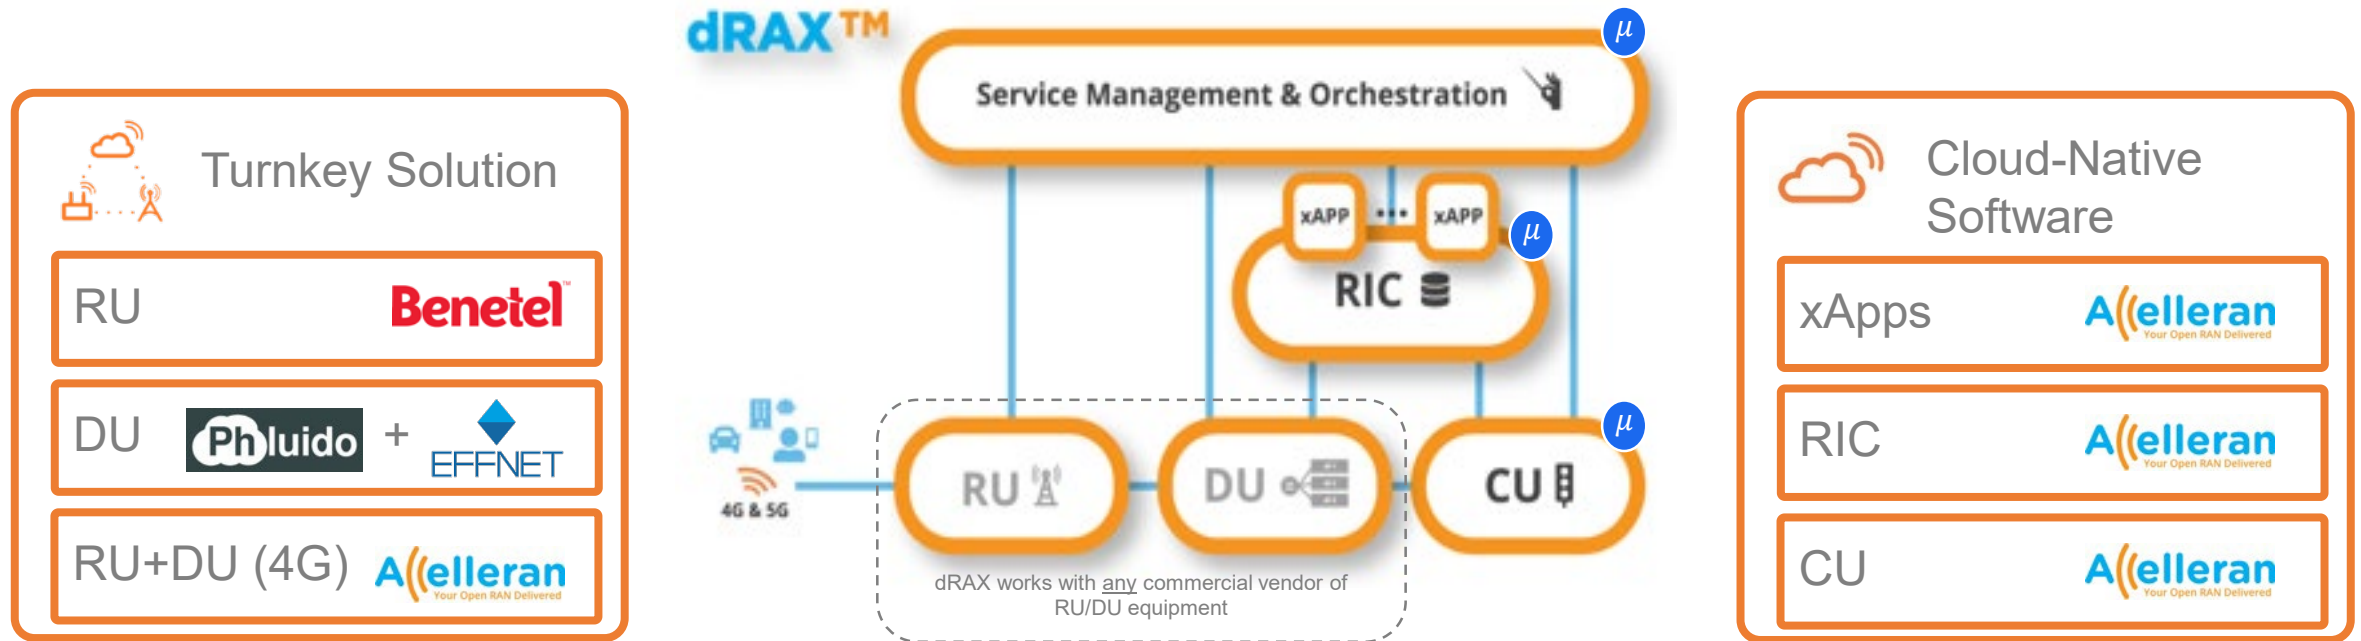 Turnkey Solution
RU
Benetel™
DU
Phluido
+
EFFNET
RU+DU (4G)
Accelleran
Your Open RAN Delivered
dRAX™
μ
Service Management & Orchestration
xAPP ••• xAPP
μ
RIC
4G & 5G
RU
DU
CU
μ
dRAX works with any commercial vendor of
RU/DU equipment
Cloud-Native
Software
xApps
Accelleran
Your Open RAN Delivered
RIC
Accelleran
Your Open RAN Delivered
CU
Accelleran
Your Open RAN Delivered